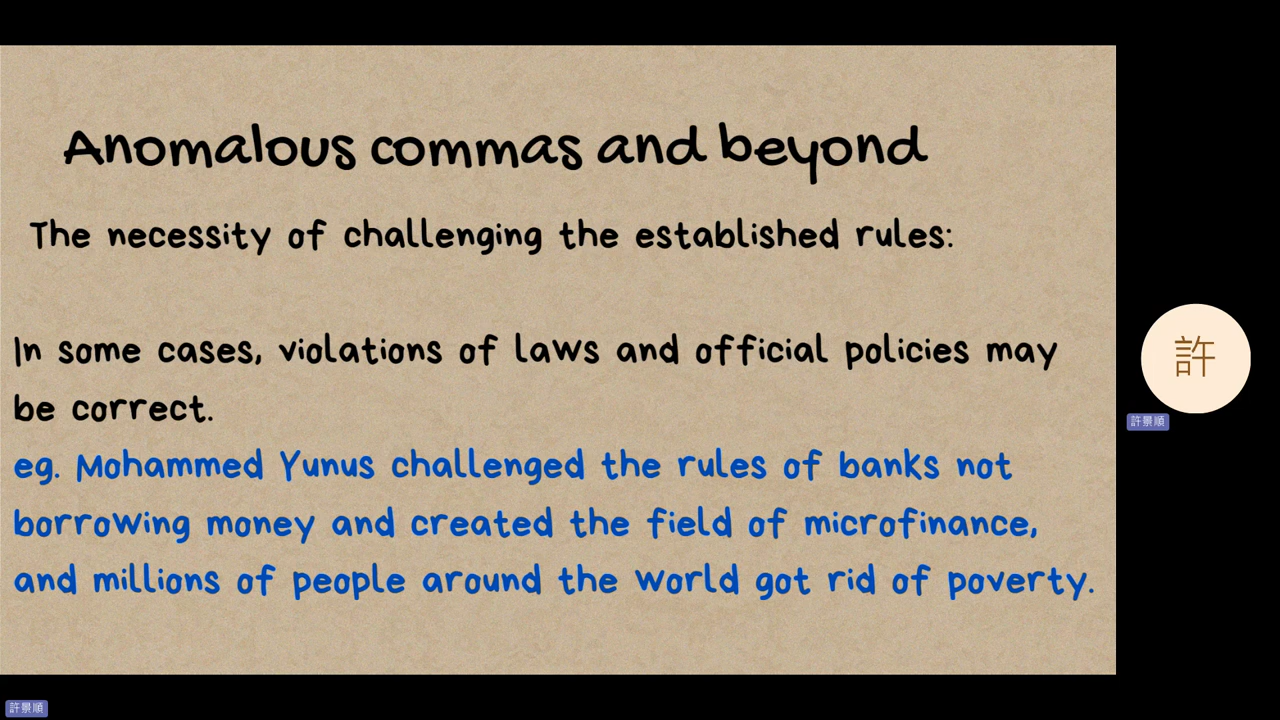 Anomalous commas and beyond
The necessity of challenging the established rules:
In some cases, violations of laws and official policies may
be correct.
eg. Mohammed Yunus challenged the rules of banks not
borrowing money and created the field of microfinance,
and millions of people around the world got rid of poverty.
許
許景順
許景順